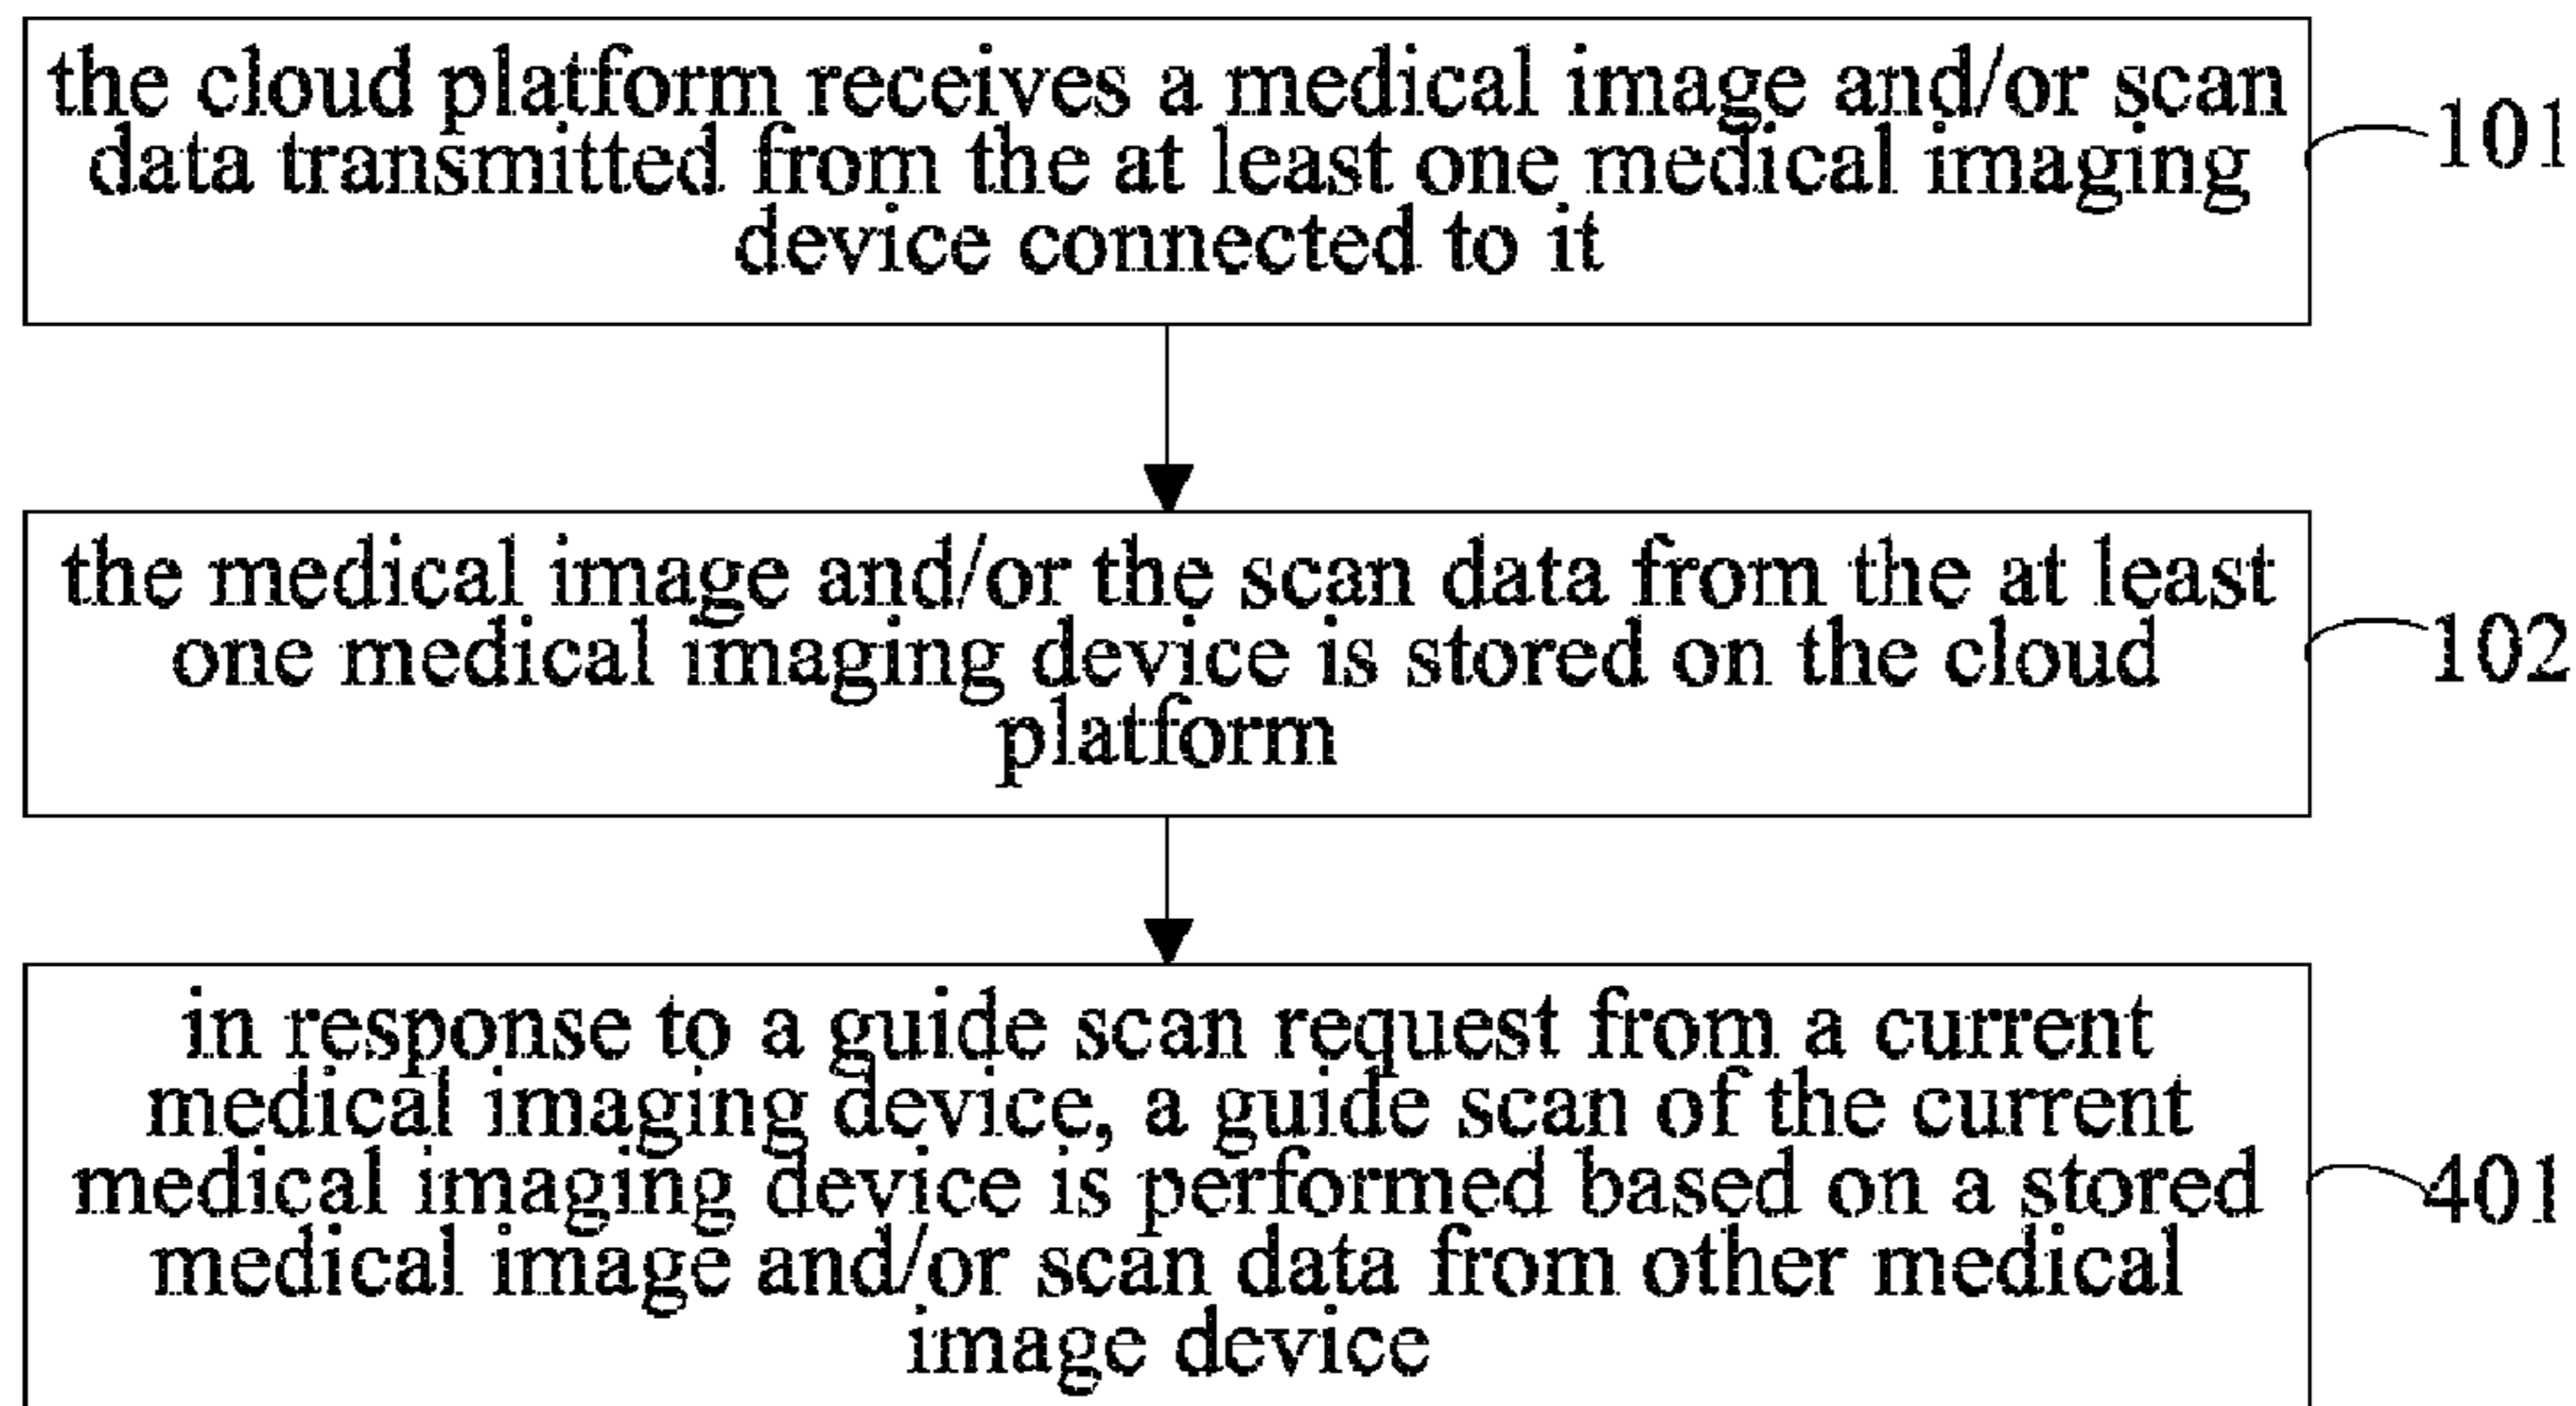 the cloud platform receives a medical image and/or scan
data transmitted from the at least one medical imaging
device connected to it
101
the medical image and/or the scan data from the at least
one medical imaging device is stored on the cloud
platform
102
in response to a guide scan request from a current
medical imaging device, a guide scan of the current
medical imaging device is performed based on a stored
medical image and/or scan data from other medical
image device
401